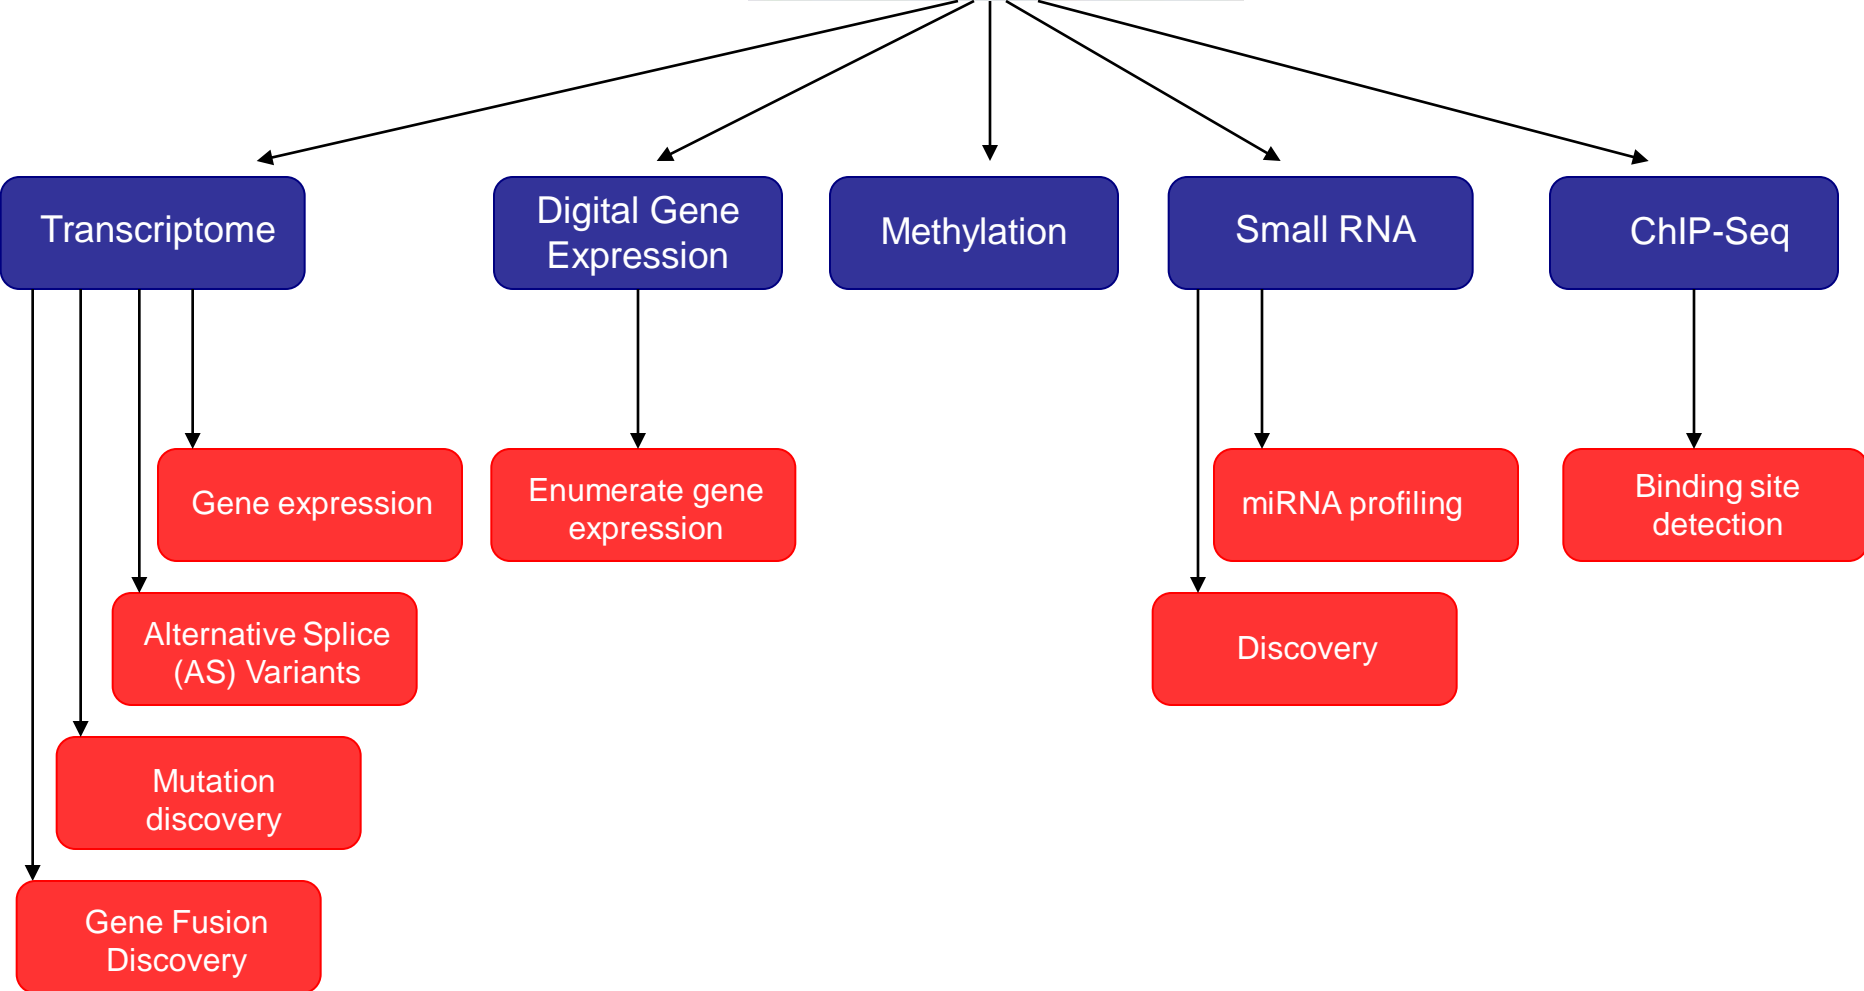 Transcriptome
Digital Gene
Expression
Methylation
Small RNA
ChIP-Seq
Gene expression
Enumerate gene
expression
miRNA profiling
Binding site
detection
Alternative Splice
(AS) Variants
Discovery
Mutation
discovery
Gene Fusion
Discovery